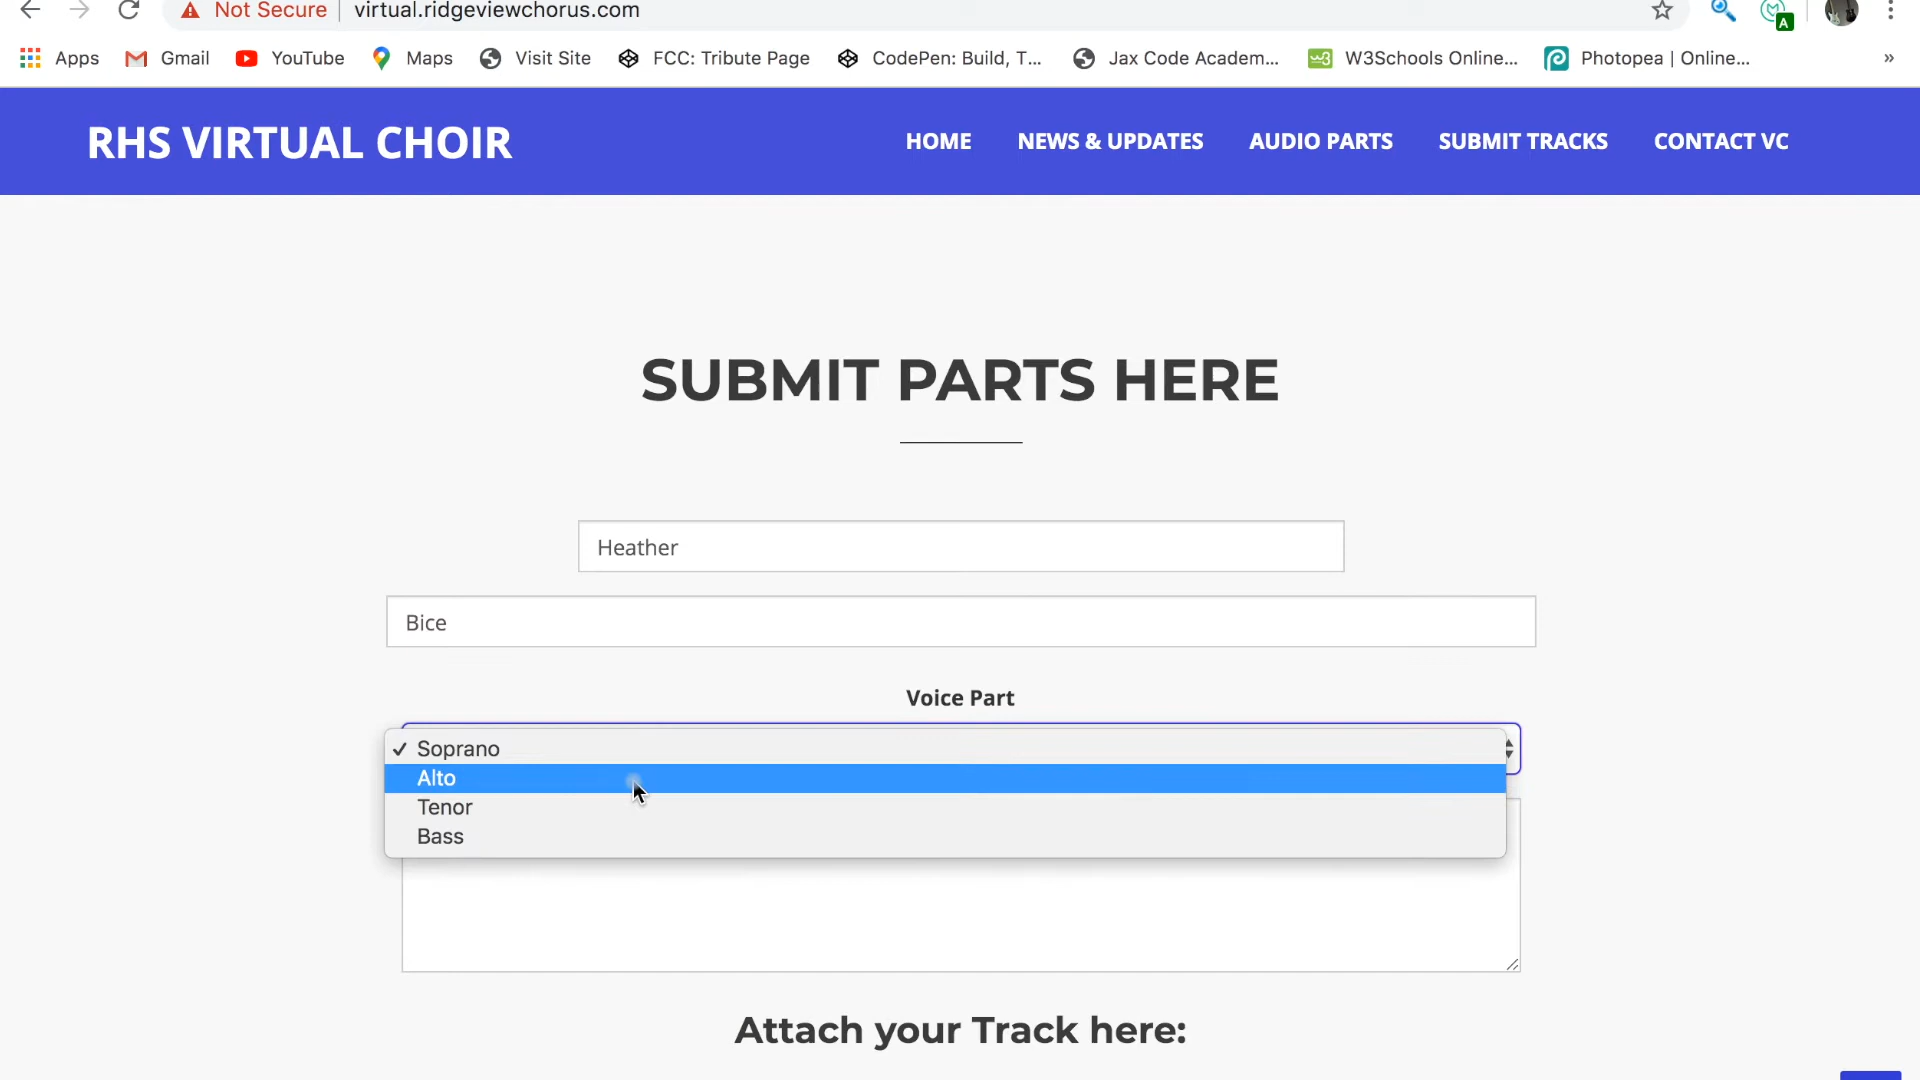 Not Secure virtual.ridgeviewchorus.com
A
Apps Gmail YouTube Maps Visit Site FCC: Tribute Page CodePen: Build, T... Jax Code Academ... W3Schools Online... Photopea | Online... »
RHS VIRTUAL CHOIR HOME NEWS & UPDATES AUDIO PARTS SUBMIT TRACKS CONTACT VC
SUBMIT PARTS HERE
Heather
Bice
Voice Part
✓ Soprano
Alto
Tenor
Bass
Attach your Track here: